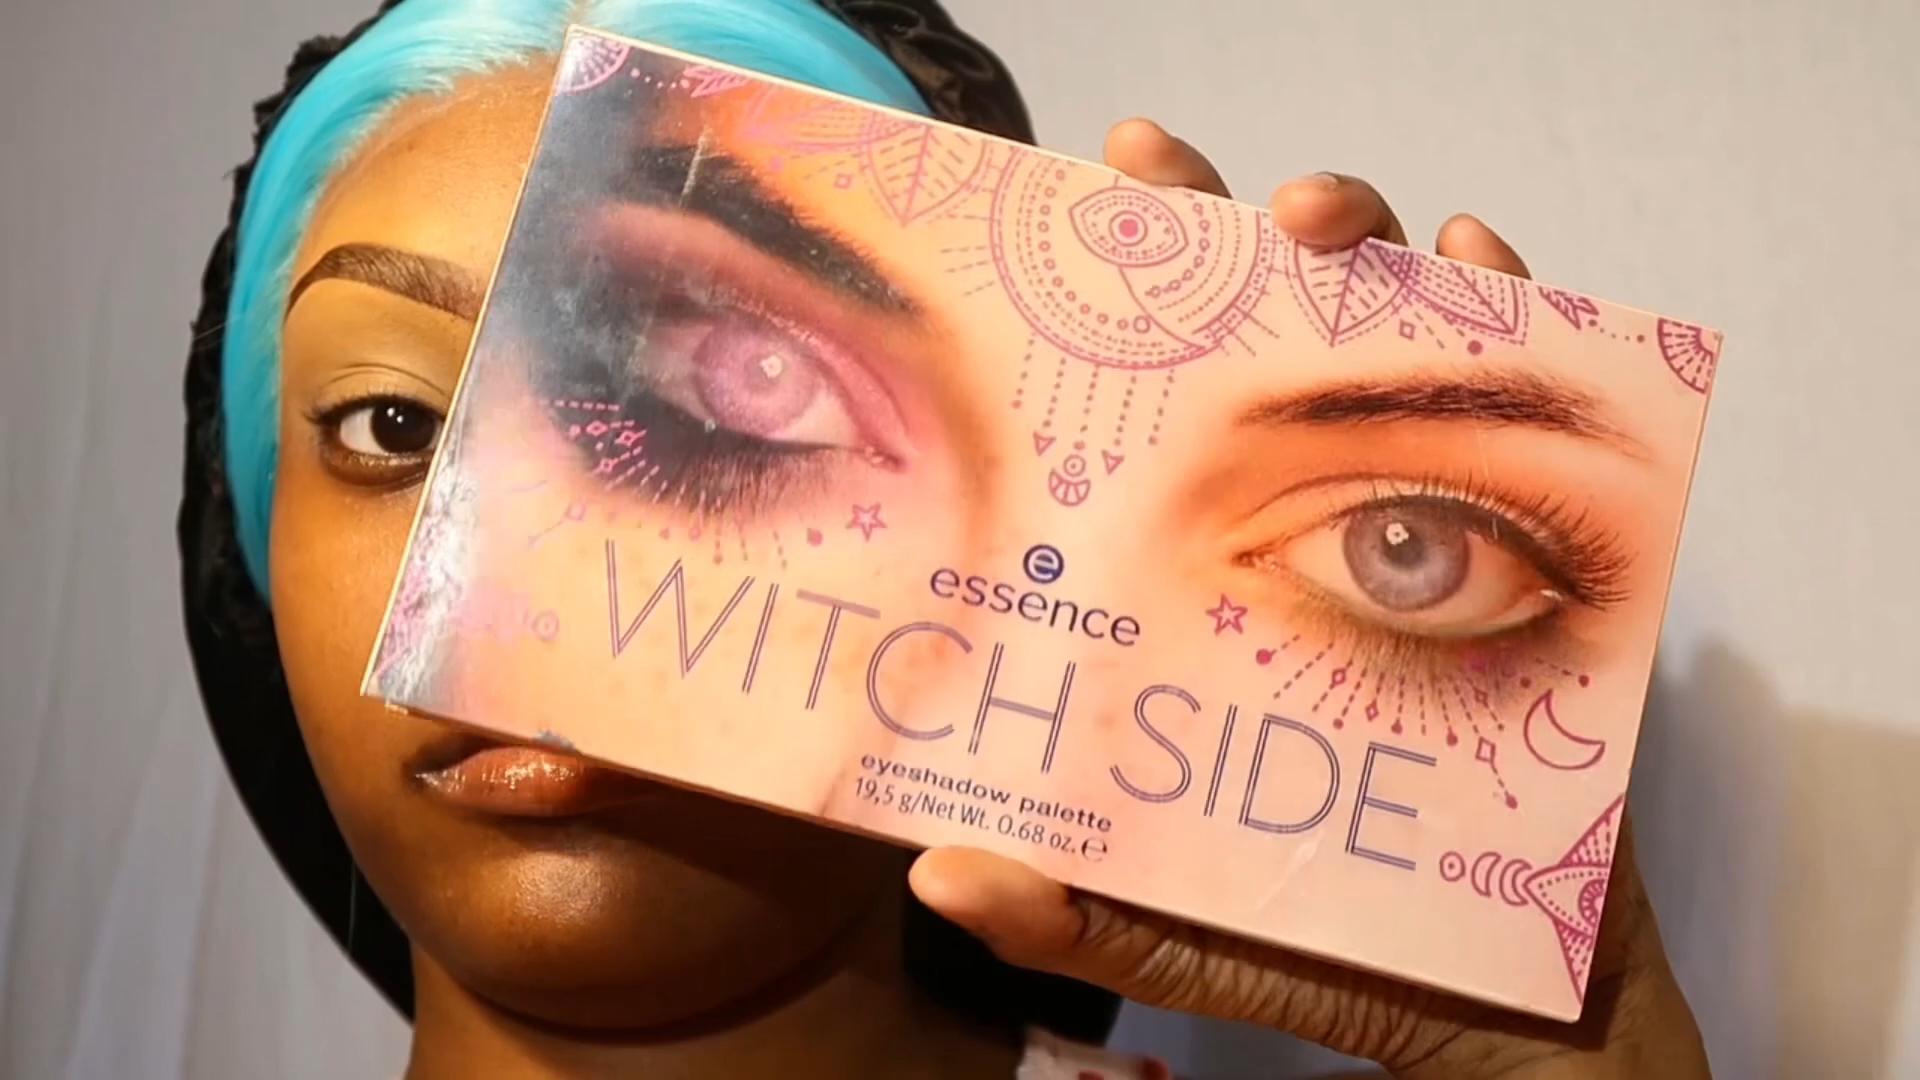 e
essence
WITCH SIDE
eyeshadow palette
19,5 g/Net Wt. 0.68 oz. ℮